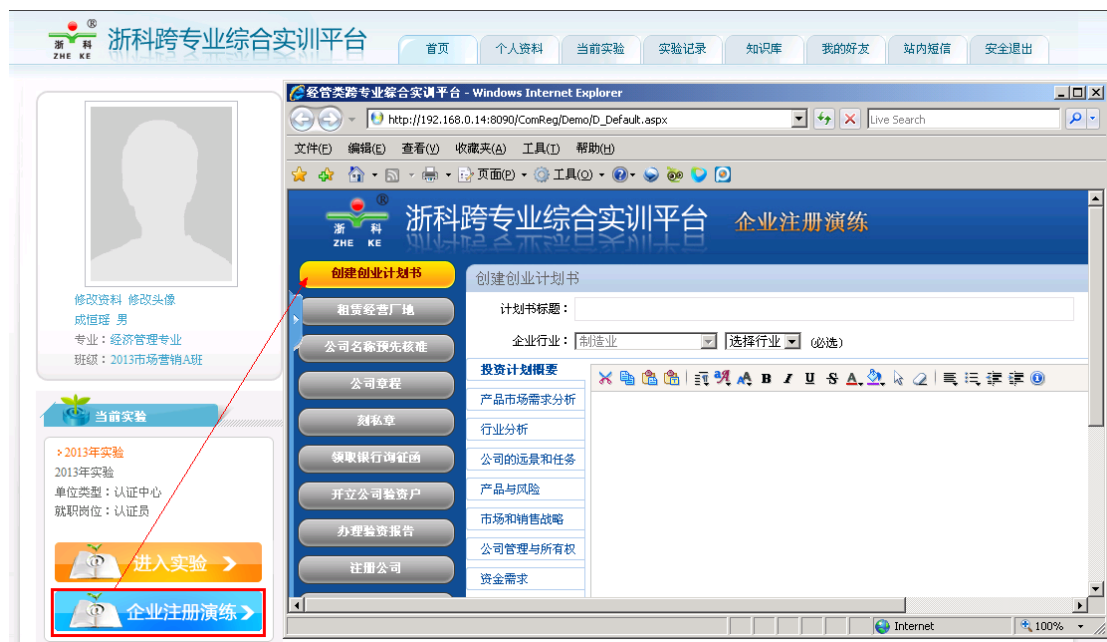 浙科 ZHE KE ® 浙科跨专业综合实训平台
首页 个人资料 当前实验 实验记录 知识库 我的好友 站内短信 安全退出
修改资料 修改头像
成恒瑶 男
专业：经济管理专业
班级：2013市场营销A班
当前实验
>2013年实验
2013年实验
单位类型：认证中心
就职岗位：认证员
进入实验
企业注册演练
经管类跨专业综合实训平台 - Windows Internet Explorer
http://192.168.0.14:8090/ComReg/Demo/D_Default.aspx
Live Search
文件(F) 编辑(E) 查看(V) 收藏夹(A) 工具(T) 帮助(H)
页面(P) 工具(O)
浙科 ZHE KE ® 浙科跨专业综合实训平台 企业注册演练
创建创业计划书
租赁经营厂地
公司名称预先核准
公司章程
刻私章
领取银行询证函
开立公司验资户
办理验资报告
注册公司
创建创业计划书
计划书标题：
企业行业： 制造业 选择行业 (必选)
投资计划概要
产品市场需求分析
行业分析
公司的远景和任务
产品与风险
市场和销售战略
公司管理与所有权
资金需求
B I U S A
Internet 100%